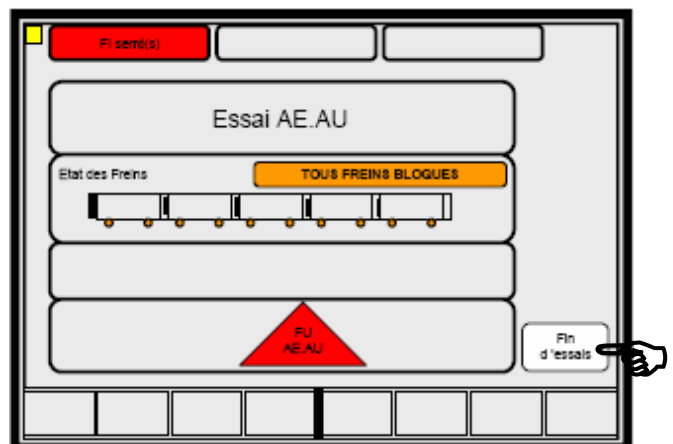 FI serré(s)
Essai AE.AU
Etat des Freins
TOUS FREINS BLOQUES
FU
AE.AU
Fin
d'essais